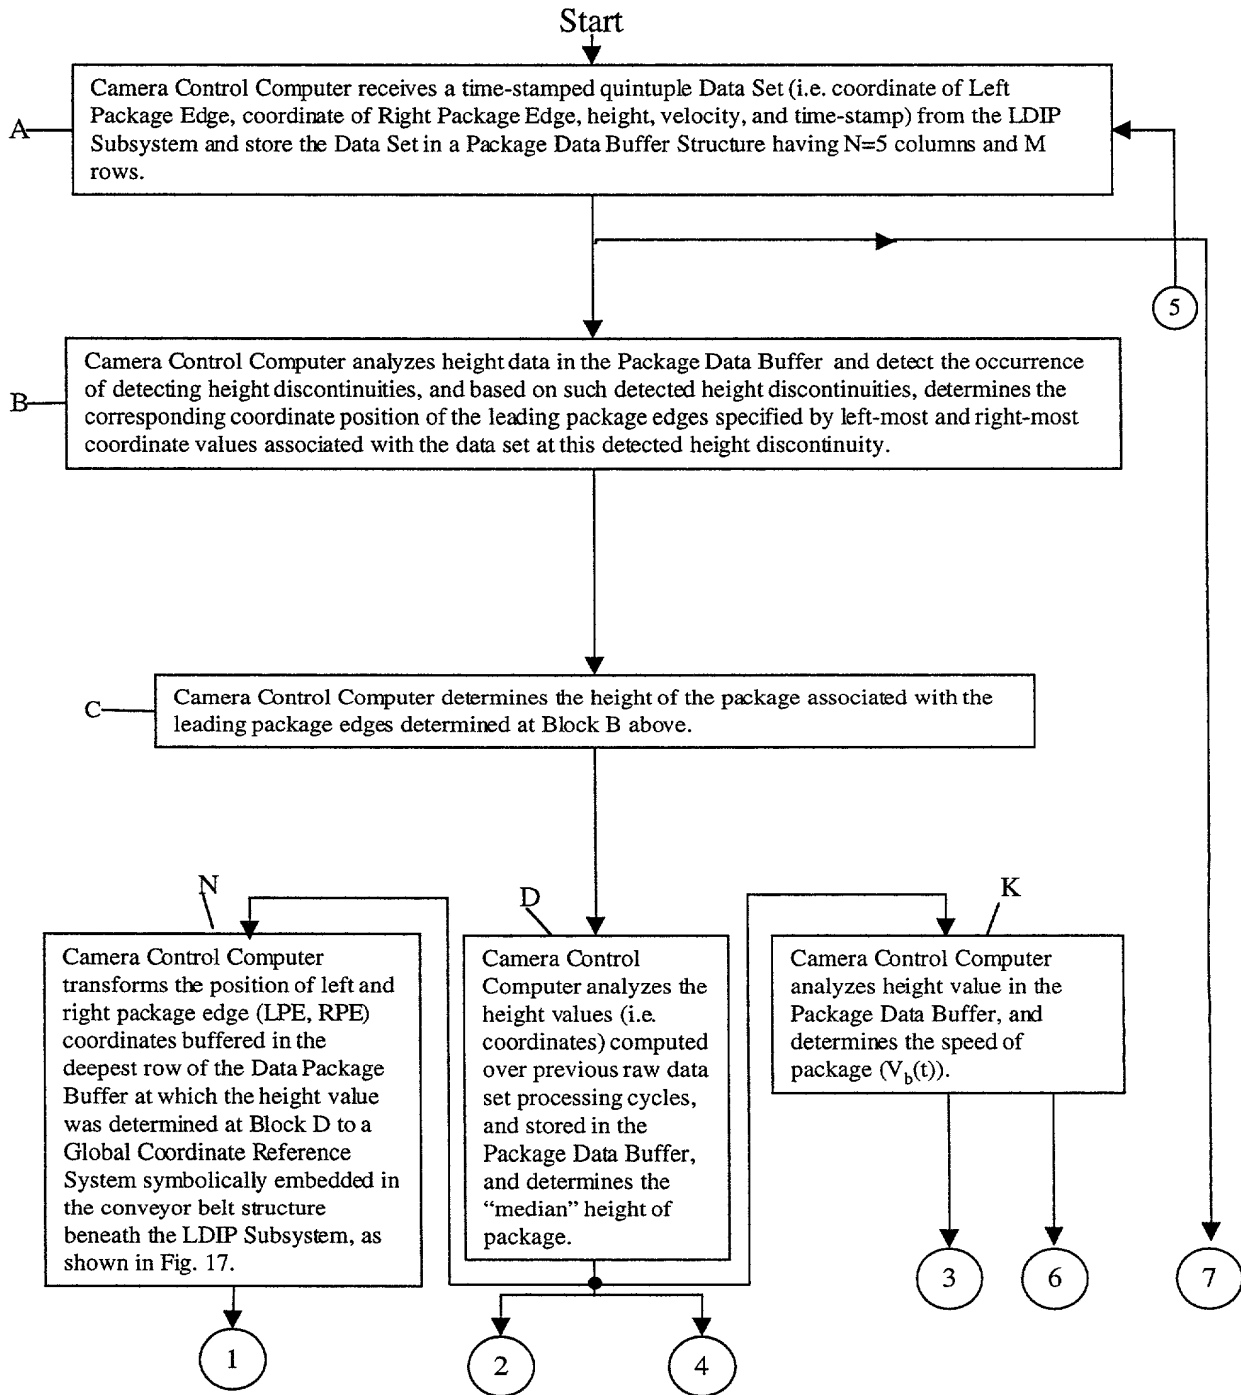 Start
Camera Control Computer receives a time-stamped quintuple Data Set (i.e. coordinate of Left
Package Edge, coordinate of Right Package Edge, height, velocity, and time-stamp) from the LDIP
Subsystem and store the Data Set in a Package Data Buffer Structure having N=5 columns and M
rows.
A
5
Camera Control Computer analyzes height data in the Package Data Buffer and detect the occurrence
of detecting height discontinuities, and based on such detected height discontinuities, determines the
corresponding coordinate position of the leading package edges specified by left-most and right-most
coordinate values associated with the data set at this detected height discontinuity.
B
Camera Control Computer determines the height of the package associated with the
leading package edges determined at Block B above.
C
N
Camera Control Computer
transforms the position of left and
right package edge (LPE, RPE)
coordinates buffered in the
deepest row of the Data Package
Buffer at which the height value
was determined at Block D to a
Global Coordinate Reference
System symbolically embedded in
the conveyor belt structure
beneath the LDIP Subsystem, as
shown in Fig. 17.
D
Camera Control
Computer analyzes the
height values (i.e.
coordinates) computed
over previous raw data
set processing cycles,
and stored in the
Package Data Buffer,
and determines the
“median” height of
package.
K
Camera Control Computer
analyzes height value in the
Package Data Buffer, and
determines the speed of
package (V_b(t)).
1
2
4
3
6
7